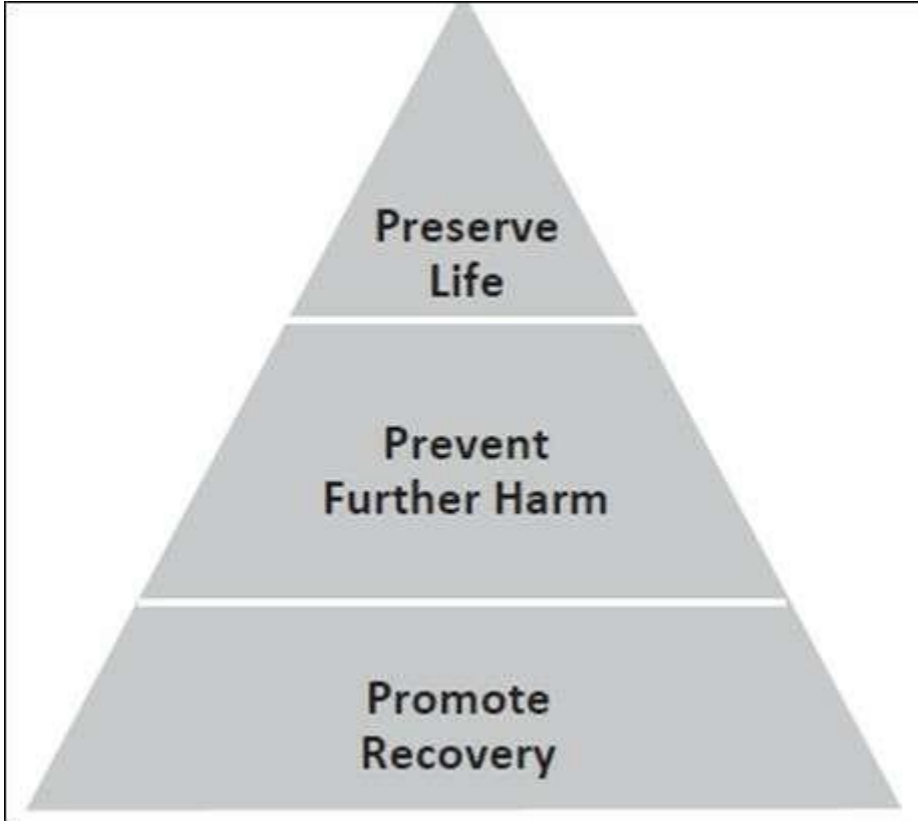 Preserve
Life
Prevent
Further Harm
Promote
Recovery